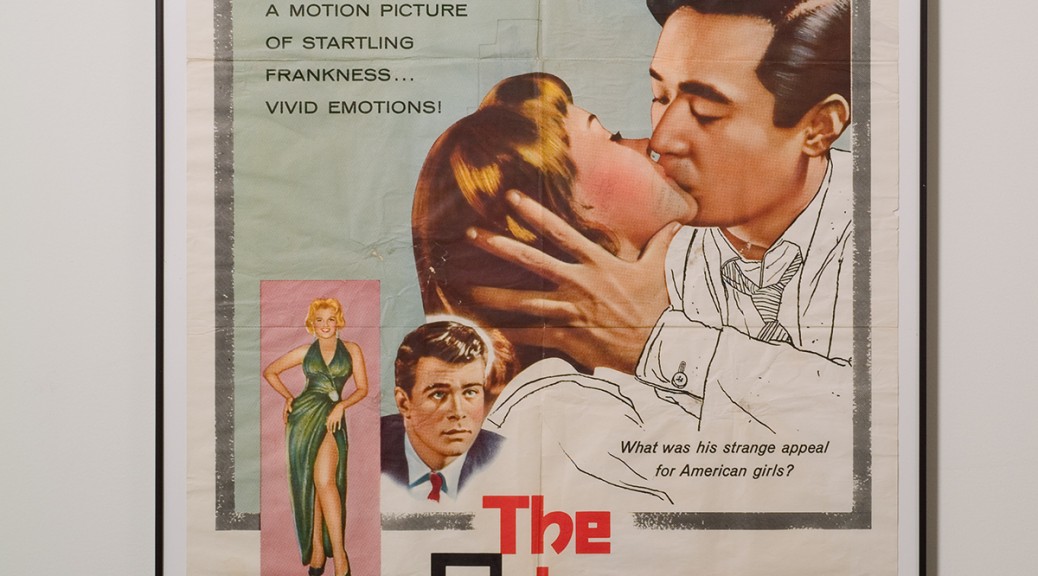 A MOTION PICTURE
OF STARTLING
FRANKNESS...
VIVID EMOTIONS!
What was his strange appeal
for American girls?
The